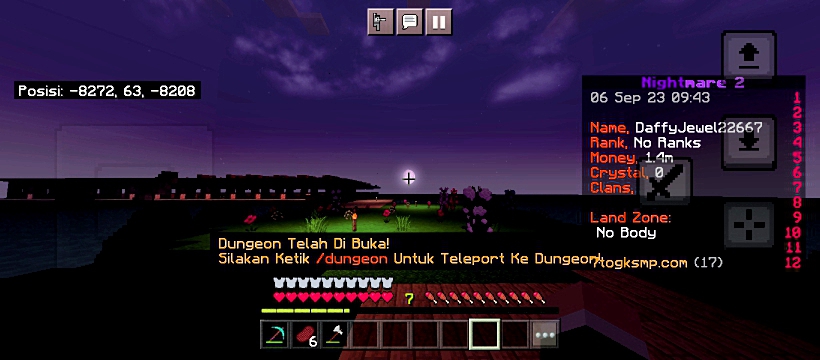 Posisi: -8272, 63, -8208
Nightmare 2
06 Sep 23 09:43 1
2
Name, DaffyJewel22667 3
Rank, No Ranks 4
Money, 1.4m 5
Crystal, 0 6
Clans, 7
8
Land Zone: 9
No Body 10
11
7togksmp.com (17) 12
Dungeon Telah Di Buka!
Silakan Ketik /dungeon Untuk Teleport Ke Dungeon!
7
6